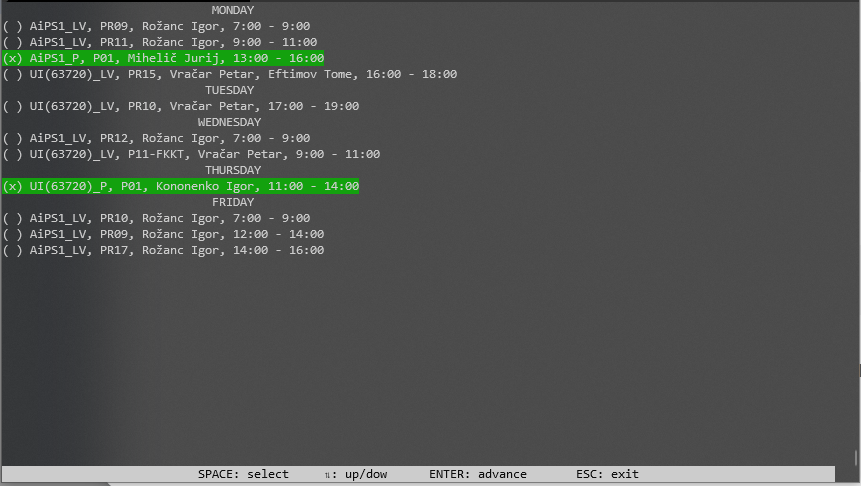 MONDAY
( ) AiPS1_LV, PR09, Rožanc Igor, 7:00 - 9:00
( ) AiPS1_LV, PR11, Rožanc Igor, 9:00 - 11:00
(x) AiPS1_P, P01, Mihelič Jurij, 13:00 - 16:00
( ) UI(63720)_LV, PR15, Vračar Petar, Eftimov Tome, 16:00 - 18:00
TUESDAY
( ) UI(63720)_LV, PR10, Vračar Petar, 17:00 - 19:00
WEDNESDAY
( ) AiPS1_LV, PR12, Rožanc Igor, 7:00 - 9:00
( ) UI(63720)_LV, P11-FKKT, Vračar Petar, 9:00 - 11:00
THURSDAY
(x) UI(63720)_P, P01, Kononenko Igor, 11:00 - 14:00
FRIDAY
( ) AiPS1_LV, PR10, Rožanc Igor, 7:00 - 9:00
( ) AiPS1_LV, PR09, Rožanc Igor, 12:00 - 14:00
( ) AiPS1_LV, PR17, Rožanc Igor, 14:00 - 16:00
SPACE: select ⇅: up/dow ENTER: advance ESC: exit